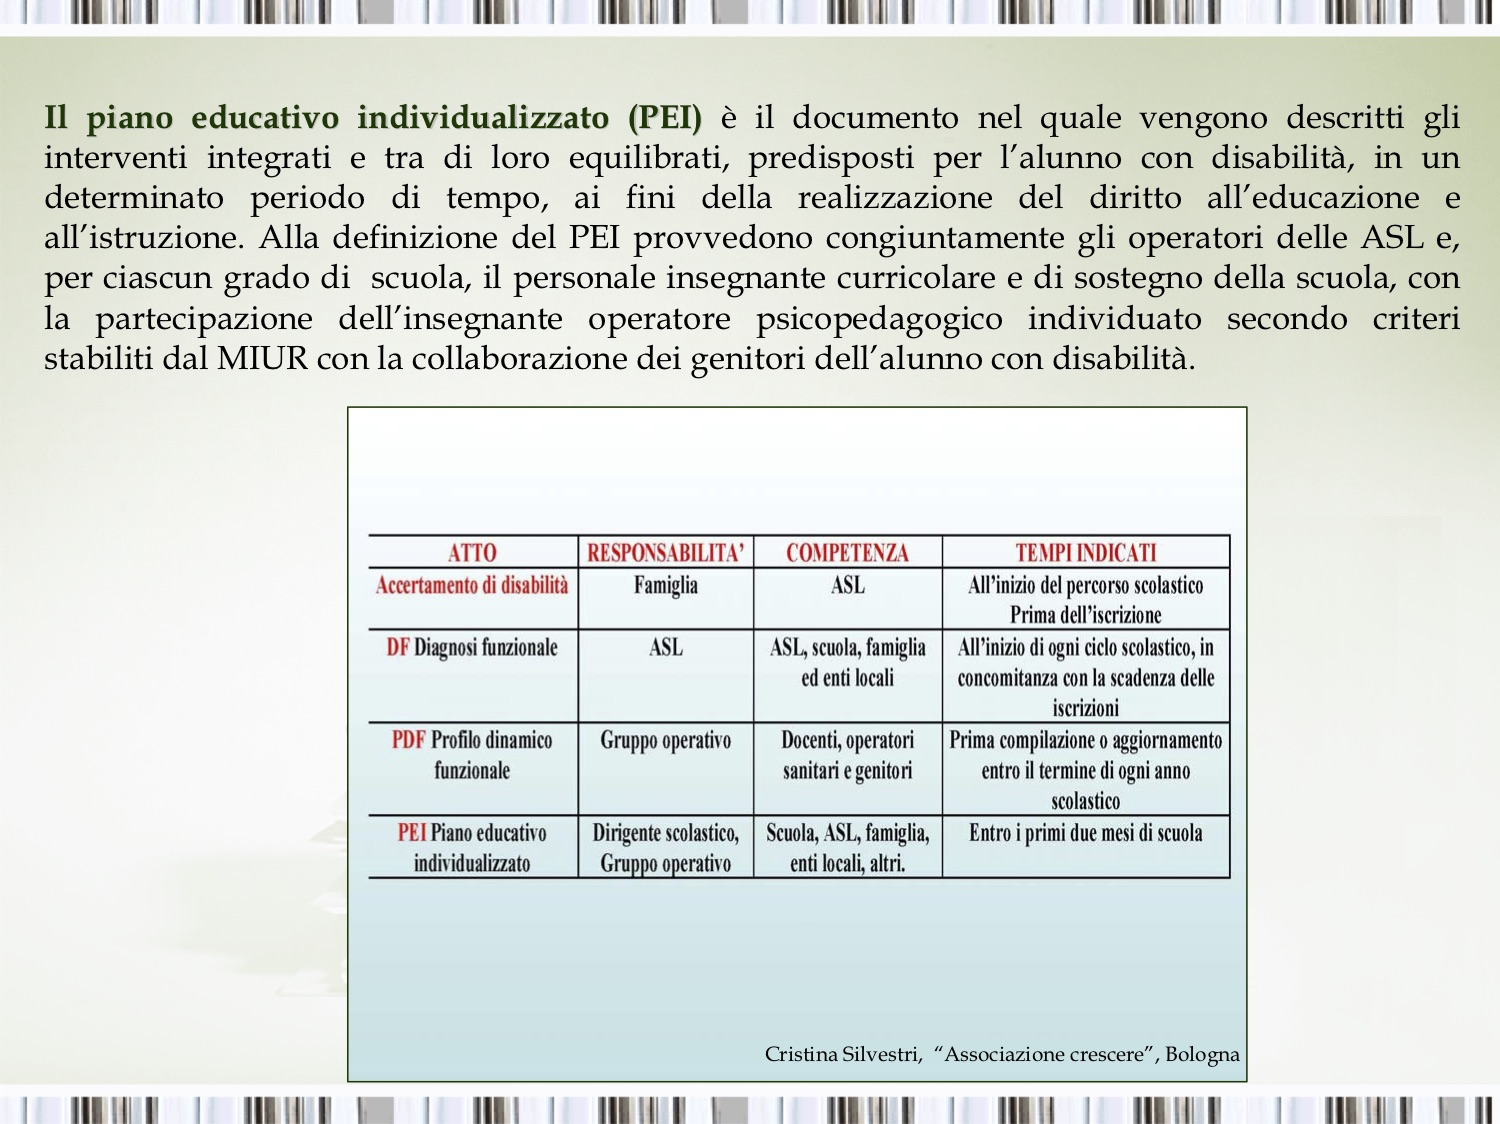 Il piano educativo individualizzato (PEI) è il documento nel quale vengono descritti gli
interventi integrati e tra di loro equilibrati, predisposti per l’alunno con disabilità, in un
determinato periodo di tempo, ai fini della realizzazione del diritto all’educazione e
all’istruzione. Alla definizione del PEI provvedono congiuntamente gli operatori delle ASL e,
per ciascun grado di scuola, il personale insegnante curricolare e di sostegno della scuola, con
la partecipazione dell’insegnante operatore psicopedagogico individuato secondo criteri
stabiliti dal MIUR con la collaborazione dei genitori dell’alunno con disabilità.
ATTO RESPONSABILITA’ COMPETENZA TEMPI INDICATI
Accertamento di disabilità Famiglia ASL All’inizio del percorso scolastico
Prima dell’iscrizione
DF Diagnosi funzionale ASL ASL, scuola, famiglia All’inizio di ogni ciclo scolastico, in
ed enti locali concomitanza con la scadenza delle
iscrizioni
PDF Profilo dinamico Gruppo operativo Docenti, operatori Prima compilazione o aggiornamento
funzionale sanitari e genitori entro il termine di ogni anno
scolastico
PEI Piano educativo Dirigente scolastico, Scuola, ASL, famiglia, Entro i primi due mesi di scuola
individualizzato Gruppo operativo enti locali, altri.
Cristina Silvestri, “Associazione crescere”, Bologna